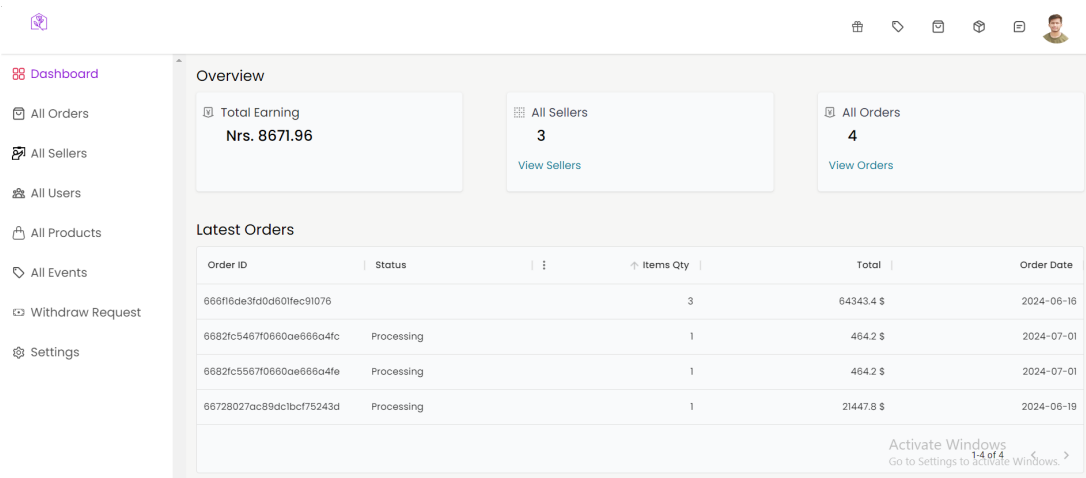 Dashboard
All Orders
All Sellers
All Users
All Products
All Events
Withdraw Request
Settings
Overview
Total Earning
Nrs. 8671.96
All Sellers
3
View Sellers
All Orders
4
View Orders
Latest Orders
Order ID Status Items Qty Total Order Date
666f16de3fd0d601fec91076 3 64343.4 $ 2024-06-16
6682fc5467f0660ae666a4fc Processing 1 464.2 $ 2024-07-01
6682fc5567f0660ae666a4fe Processing 1 464.2 $ 2024-07-01
66728027ac89dc1bcf75243d Processing 1 21447.8 $ 2024-06-19
1-4 of 4
Activate Windows
Go to Settings to activate Windows.